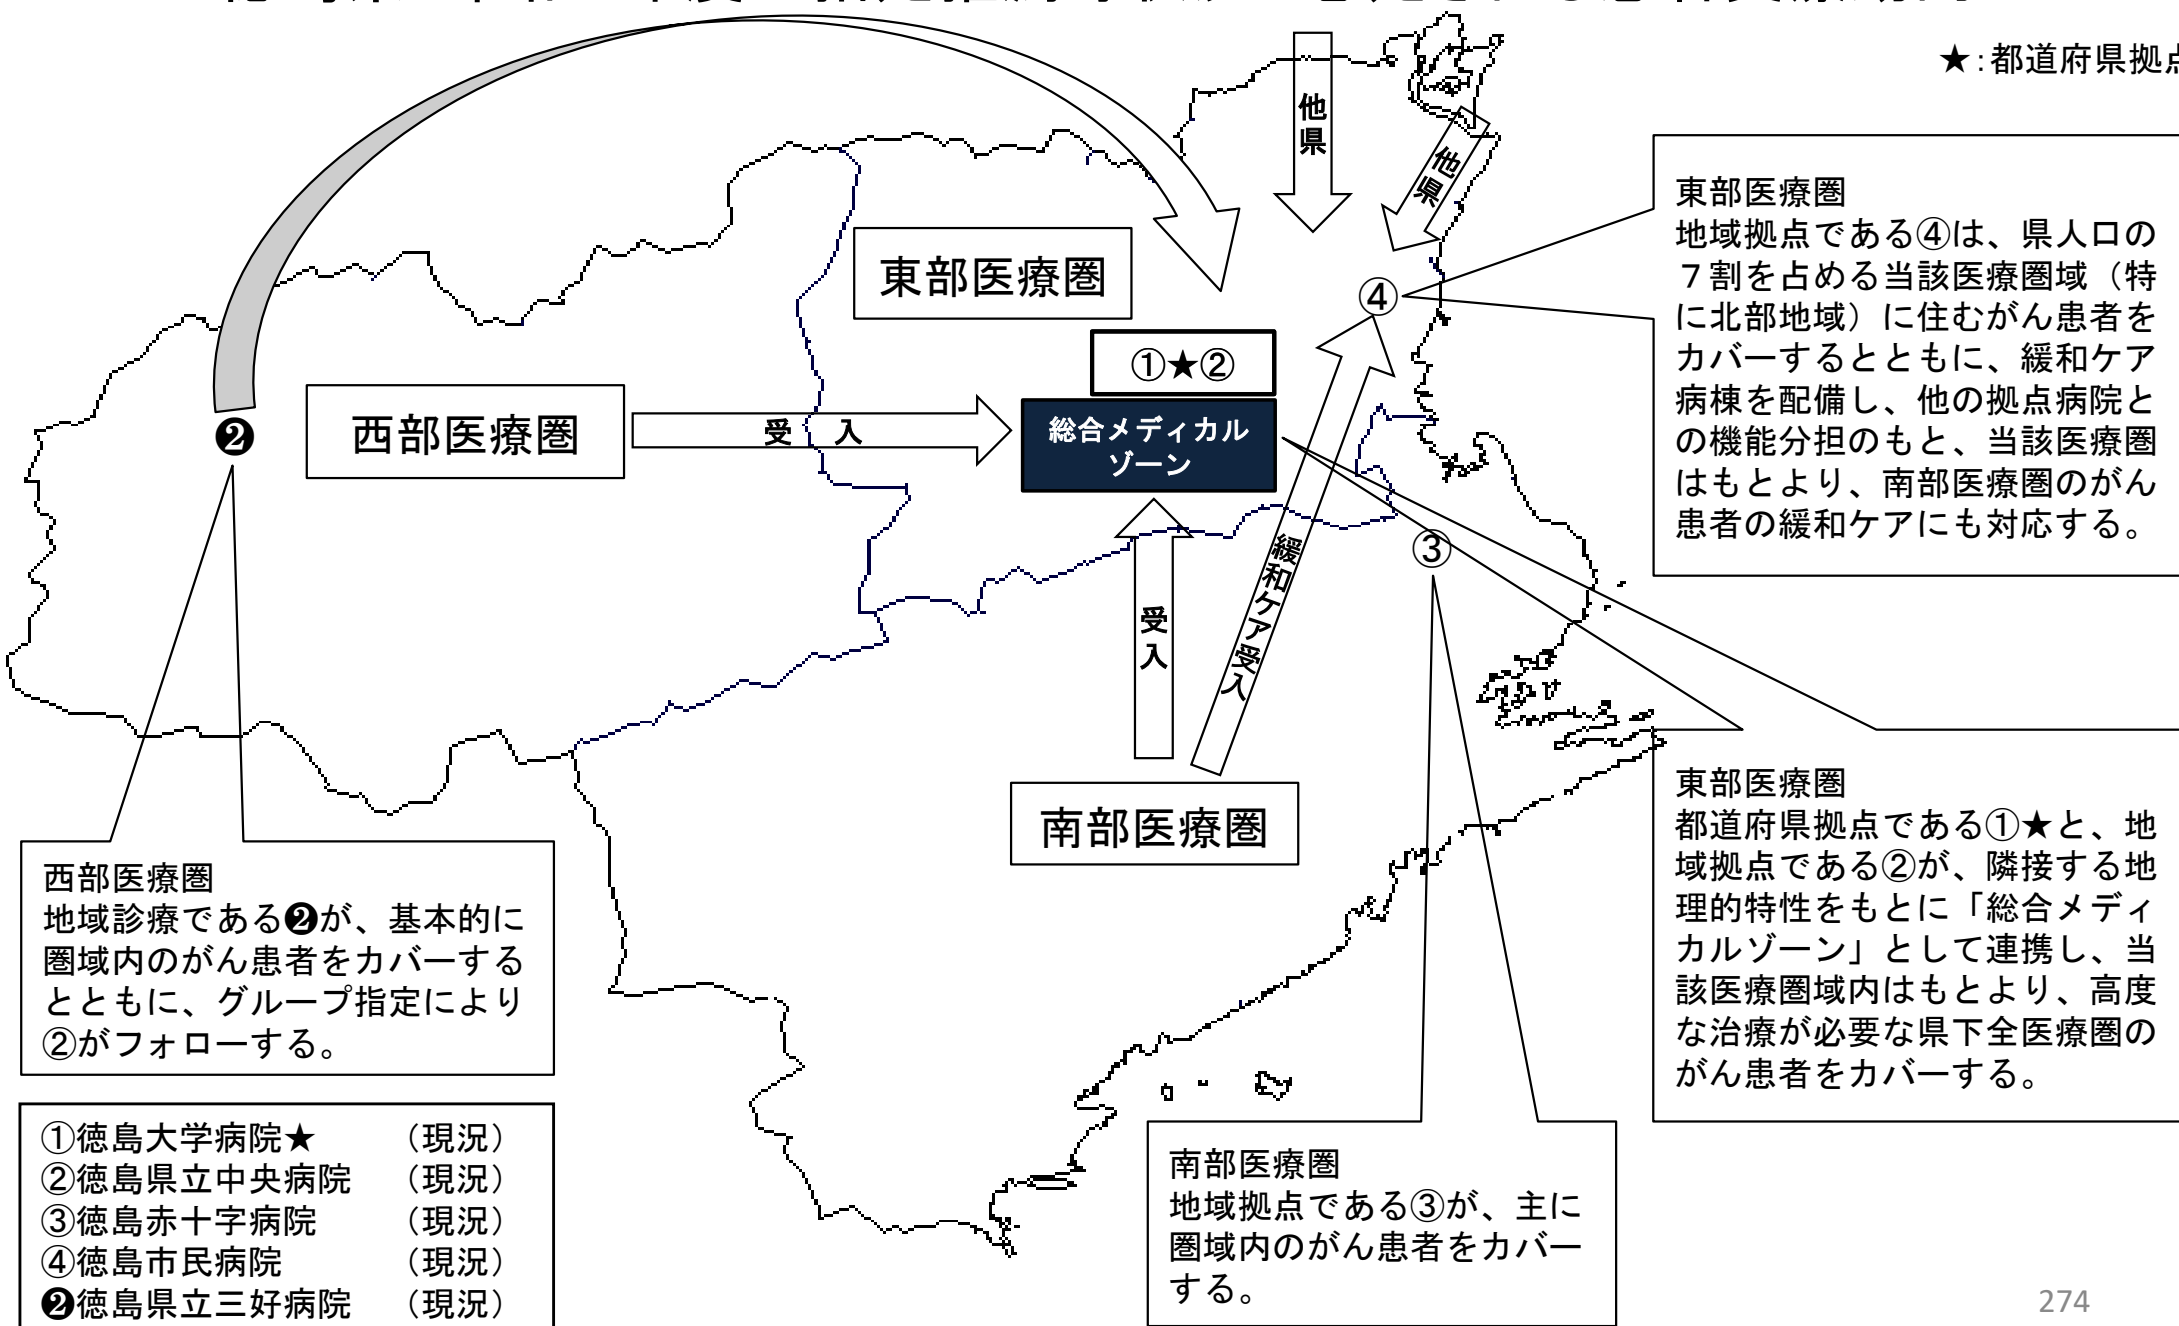 ★：都道府県拠点
他県
他県
東部医療圏
①★②
総合メディカル
ゾーン
西部医療圏
受　入
❷
④
③
受入
緩和ケア受入
南部医療圏
東部医療圏
地域拠点である④は、県人口の
７割を占める当該医療圏域（特
に北部地域）に住むがん患者を
カバーするとともに、緩和ケア
病棟を配備し、他の拠点病院と
の機能分担のもと、当該医療圏
はもとより、南部医療圏のがん
患者の緩和ケアにも対応する。
東部医療圏
都道府県拠点である①★と、地
域拠点である②が、隣接する地
理的特性をもとに「総合メディ
カルゾーン」として連携し、当
該医療圏域内はもとより、高度
な治療が必要な県下全医療圏の
がん患者をカバーする。
西部医療圏
地域診療である❷が、基本的に
圏域内のがん患者をカバーする
とともに、グループ指定により
②がフォローする。
①徳島大学病院★　（現況）
②徳島県立中央病院　（現況）
③徳島赤十字病院　（現況）
④徳島市民病院　（現況）
❷徳島県立三好病院　（現況）
南部医療圏
地域拠点である③が、主に
圏域内のがん患者をカバー
する。
274